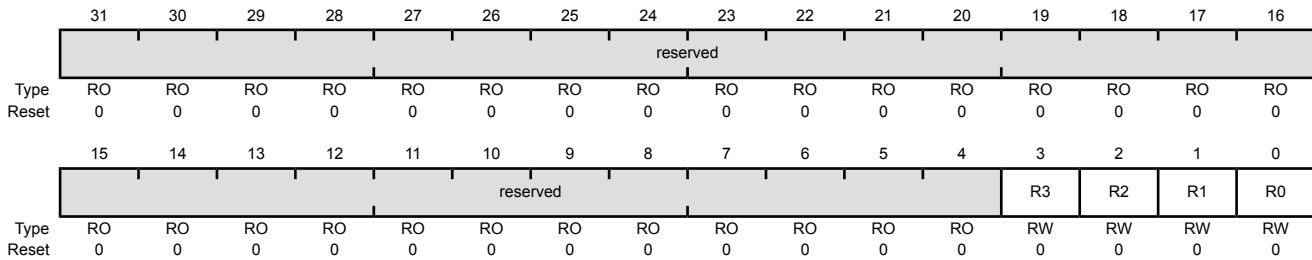 31 30 29 28 27 26 25 24 23 22 21 20 19 18 17 16
reserved
Type RO RO RO RO RO RO RO RO RO RO RO RO RO RO RO RO
Reset 0 0 0 0 0 0 0 0 0 0 0 0 0 0 0 0
15 14 13 12 11 10 9 8 7 6 5 4 3 2 1 0
reserved R3 R2 R1 R0
Type RO RO RO RO RO RO RO RO RO RO RO RO RW RW RW RW
Reset 0 0 0 0 0 0 0 0 0 0 0 0 0 0 0 0